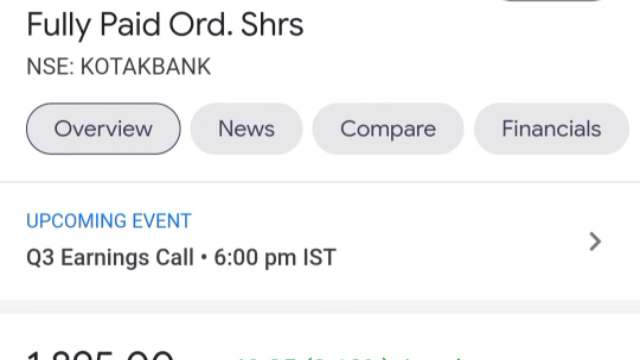 Fully Paid Ord. Shrs
NSE: KOTAKBANK
Overview
News
Compare
Financials
UPCOMING EVENT
Q3 Earnings Call • 6:00 pm IST